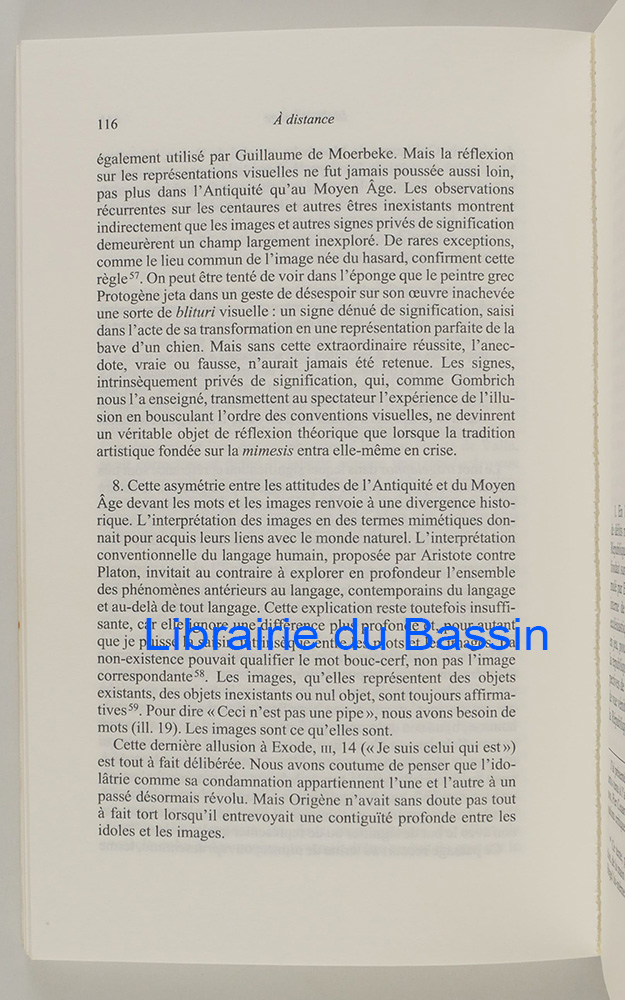 116
À distance
également utilisé par Guillaume de Moerbeke. Mais la réflexion
sur les représentations visuelles ne fut jamais poussée aussi loin,
pas plus dans l'Antiquité qu'au Moyen Âge. Les observations
récurrentes sur les centaures et autres êtres inexistants montrent
indirectement que les images et autres signes privés de signification
demeurèrent un champ largement inexploré. De rares exceptions,
comme le lieu commun de l'image née du hasard, confirment cette
règle57. On peut être tenté de voir dans l'éponge que le peintre grec
Protogène jeta dans un geste de désespoir sur son œuvre inachevée
une sorte de blituri visuelle : un signe dénué de signification, saisi
dans l'acte de sa transformation en une représentation parfaite de la
bave d'un chien. Mais sans cette extraordinaire réussite, l'anec-
dote, vraie ou fausse, n'aurait jamais été retenue. Les signes,
intrinsèquement privés de signification, qui, comme Gombrich
nous l'a enseigné, transmettent au spectateur l'expérience de l'illu-
sion en bousculant l'ordre des conventions visuelles, ne devinrent
un véritable objet de réflexion théorique que lorsque la tradition
artistique fondée sur la mimesis entra elle-même en crise.
8. Cette asymétrie entre les attitudes de l'Antiquité et du Moyen
Âge devant les mots et les images renvoie à une divergence histo-
rique. L'interprétation des images en des termes mimétiques don-
nait pour acquis leurs liens avec le monde naturel. L'interprétation
conventionnelle du langage humain, proposée par Aristote contre
Platon, invitait au contraire à explorer en profondeur l'ensemble
des phénomènes antérieurs au langage, contemporains du langage
et au-delà de tout langage. Cette explication reste toutefois insuffi-
sante, car elle ignore une différence plus profonde et, pour autant
que je puisse la saisir, intrinsèque entre les mots et les images. La
Librairie du Bassin
non-existence pouvait qualifier le mot bouc-cerf, non pas l'image
correspondante58. Les images, qu'elles représentent des objets
existants, des objets inexistants ou nul objet, sont toujours affirma-
tives59. Pour dire « Ceci n'est pas une pipe », nous avons besoin de
mots (ill. 19). Les images sont ce qu'elles sont.
Cette dernière allusion à Exode, III, 14 (« Je suis celui qui est »)
est tout à fait délibérée. Nous avons coutume de penser que l'ido-
lâtrie comme sa condamnation appartiennent l'une et l'autre à un
passé désormais révolu. Mais Origène n'avait sans doute pas tout
à fait tort lorsqu'il entrevoyait une contiguïté profonde entre les
idoles et les images.